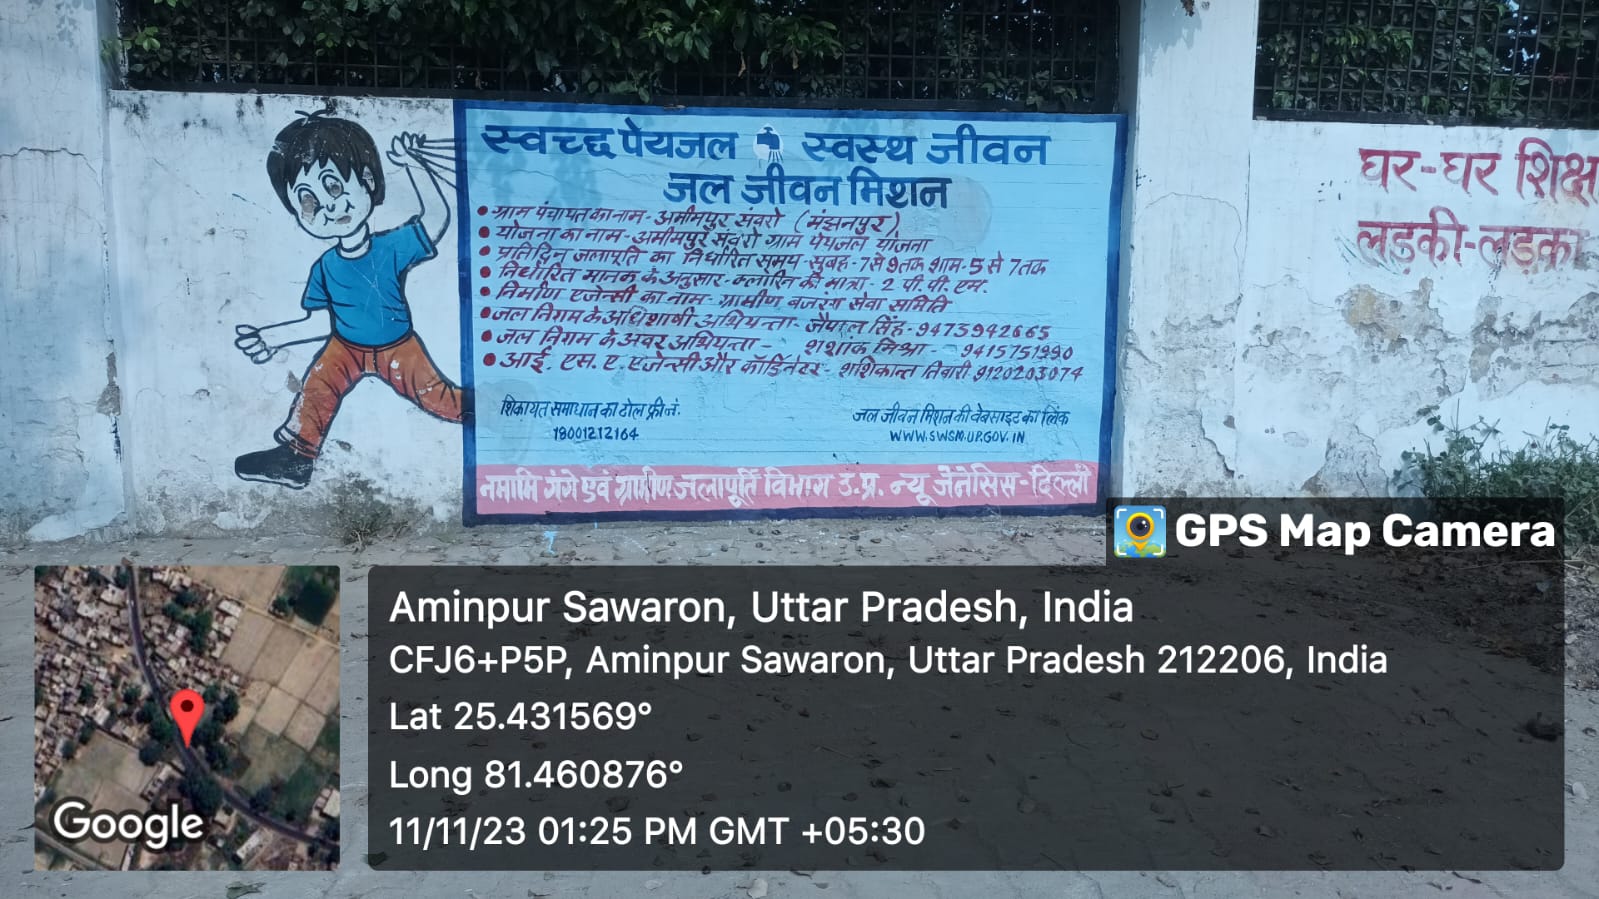 स्वच्छ पेयजल स्वस्थ जीवन
जल जीवन मिशन
• ग्राम पंचायत का नाम - अमीमपुर संवरो (मंझनपुर)
• योजना का नाम - अमीमपुर संवरो ग्राम पेयजल योजना
• प्रतिदिन जलापूर्ति का निर्धारित समय - सुबह - 7 से 9 तक शाम - 5 से 7 तक
• निर्धारित मानक के अनुसार - क्लोरिन की मात्रा - 2 पी. पी. एम.
• निर्माण एजेन्सी का नाम - ग्रामीण बजरंग सेवा समिति
• जल निगम के अधिशाषी अभियन्ता - जैपाल सिंह - 9473942665
• जल निगम के अवर अभियन्ता - शशांक मिश्रा - 9415751990
• आई. एस. ए. एजेन्सी और कॉर्डिनेटर - शशिकान्त तिवारी 9120203074
शिकायत समाधान का टोल फ्री नं.
18001212164
जल जीवन मिशन की वेबसाइट का लिंक
WWW.SWSM.UP.GOV.IN
नमामि गंगे एवं ग्रामीण जलापूर्ति विभाग उ.प्र. न्यू जेनेसिस - दिल्ली
घर-घर शिक्ष
लड़की-लड़का
GPS Map Camera
Aminpur Sawaron, Uttar Pradesh, India
CFJ6+P5P, Aminpur Sawaron, Uttar Pradesh 212206, India
Lat 25.431569°
Long 81.460876°
11/11/23 01:25 PM GMT +05:30
Google